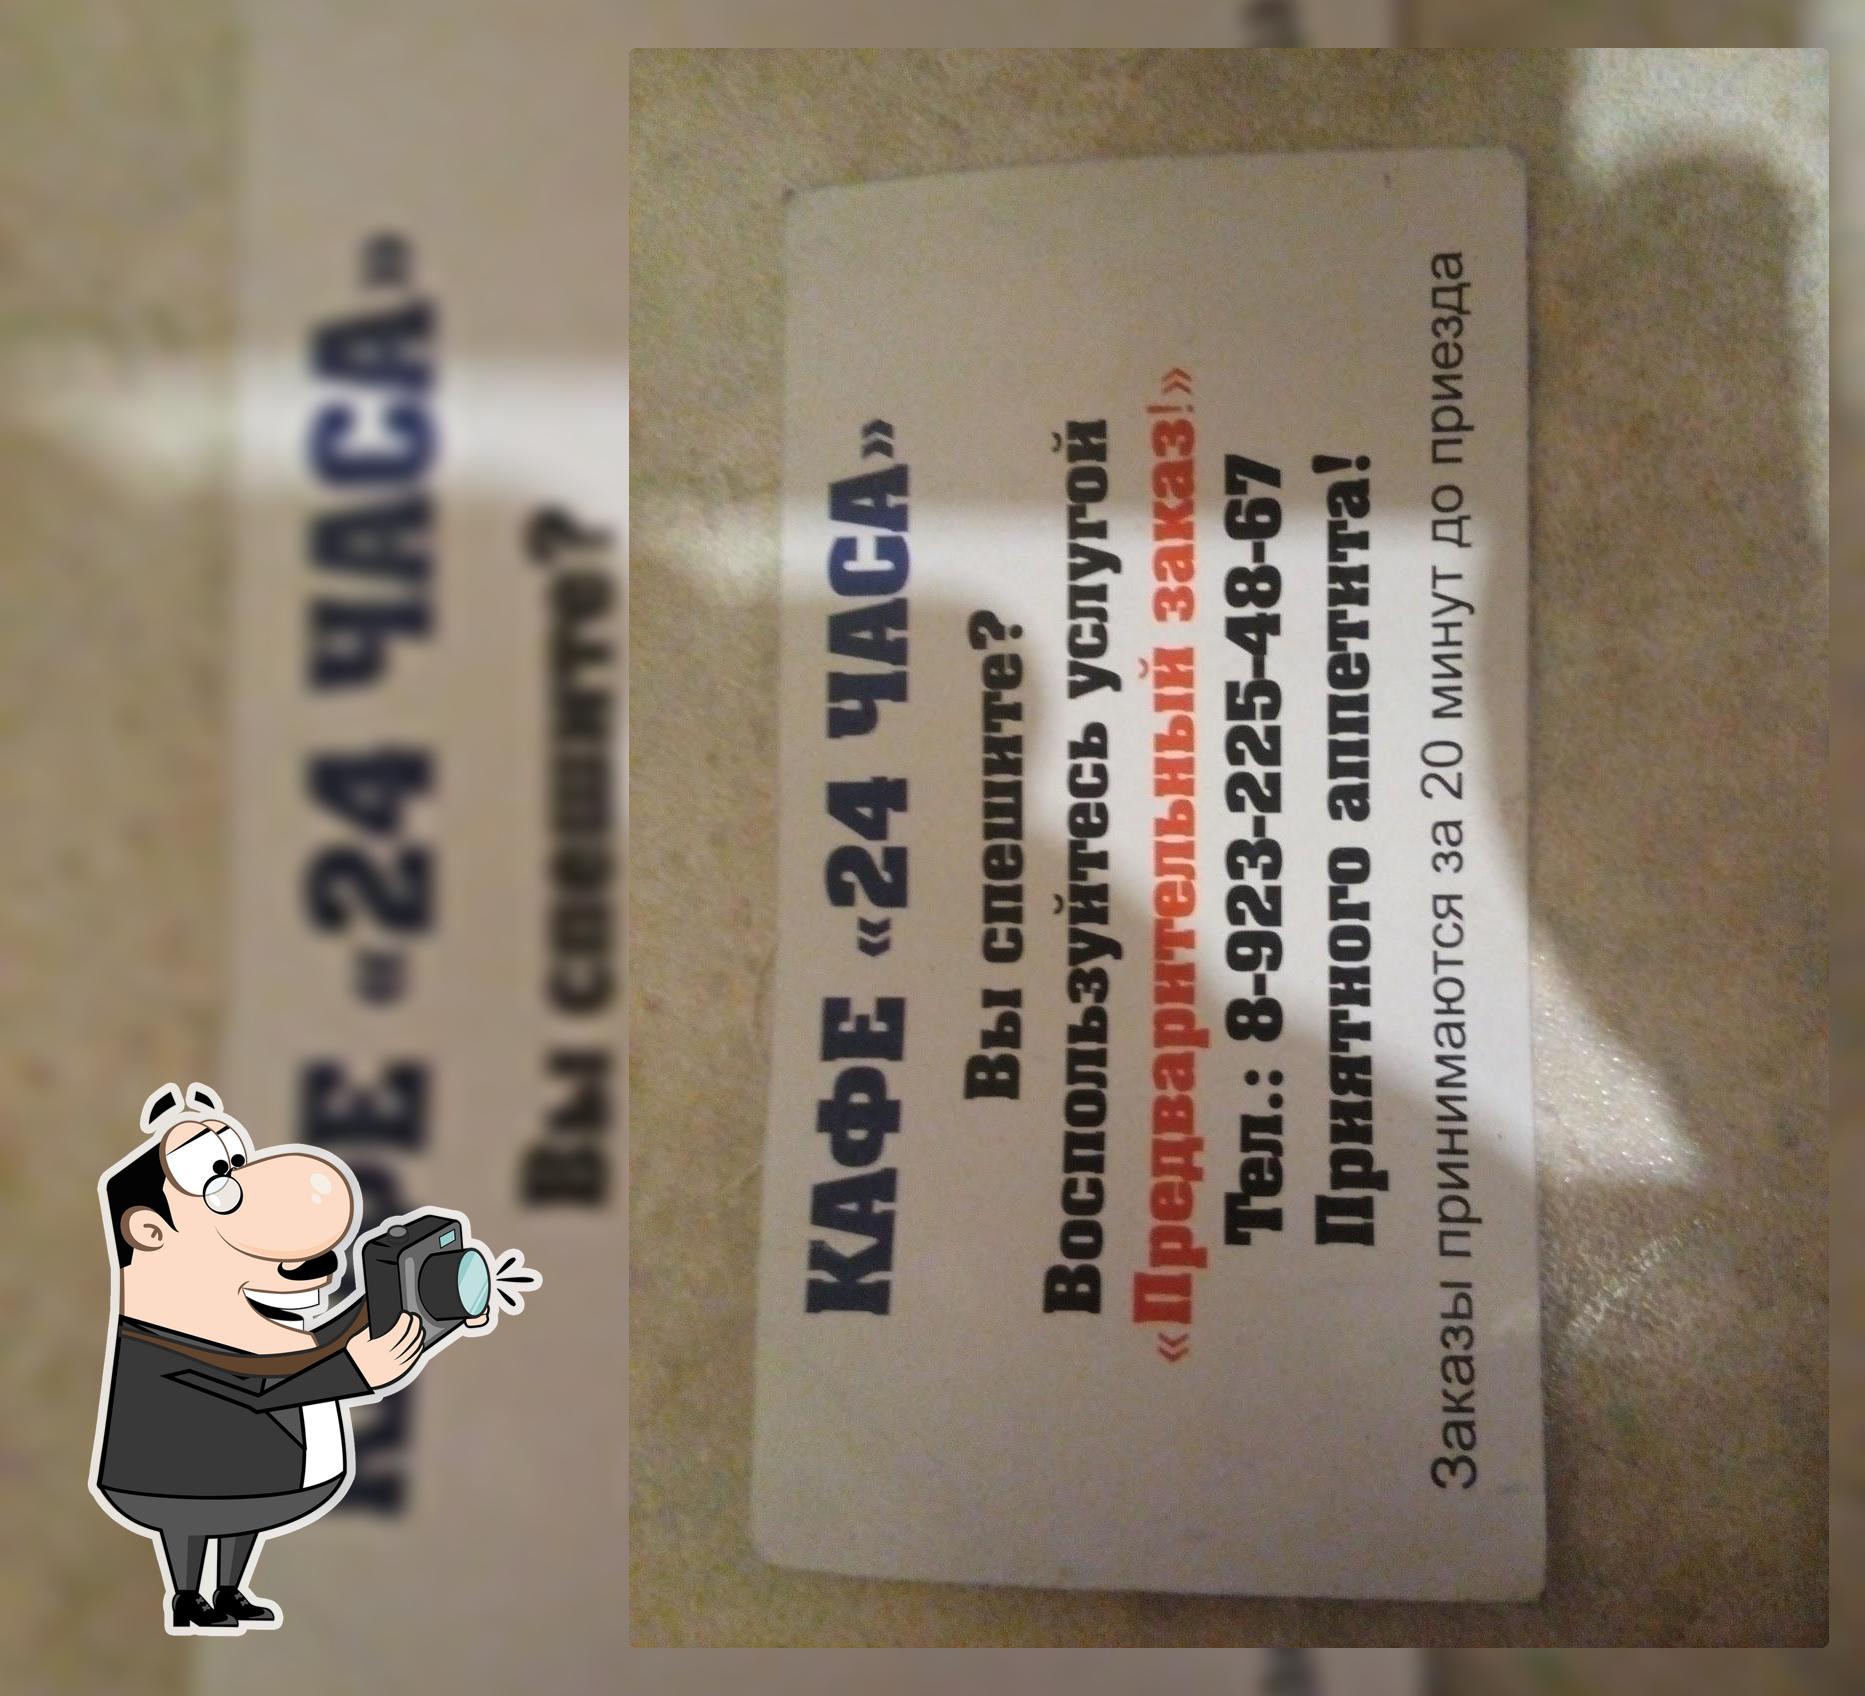 КАФЕ «24 ЧАСА»
Вы спешите?
Воспользуйтесь услугой
«Предварительный заказ!»
Тел.: 8-923-225-48-67
Приятного аппетита!
Заказы принимаются за 20 минут до приезда